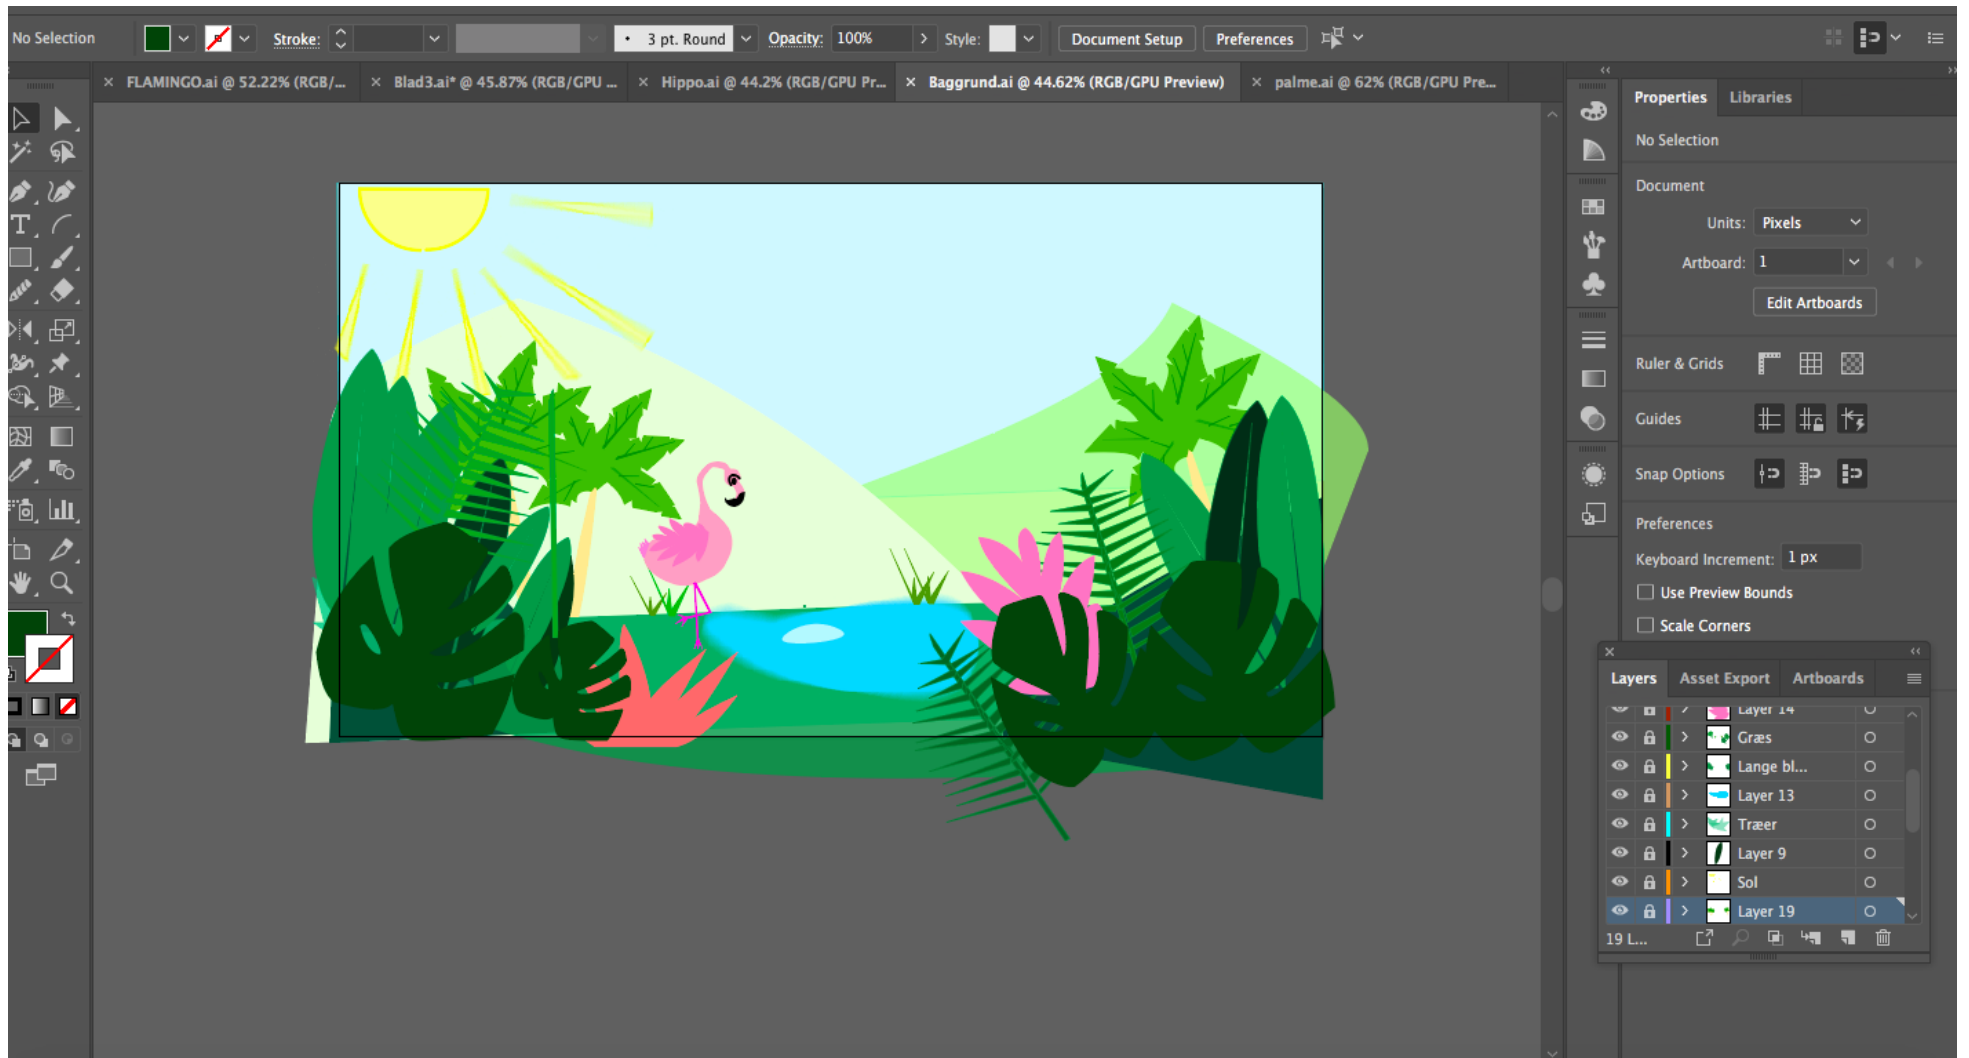 No Selection
Stroke:
3 pt. Round
Opacity: 100%
Style:
Document Setup
Preferences
FLAMINGO.ai @ 52.22% (RGB/...
Blad3.ai* @ 45.87% (RGB/GPU ...
Hippo.ai @ 44.2% (RGB/GPU Pr...
Baggrund.ai @ 44.62% (RGB/GPU Preview)
palme.ai @ 62% (RGB/GPU Pre...
Properties
Libraries
No Selection
Document
Units: Pixels
Artboard: 1
Edit Artboards
Ruler & Grids
Guides
Snap Options
Preferences
Keyboard Increment: 1 px
Use Preview Bounds
Scale Corners
Layers
Asset Export
Artboards
Layer 14
Græs
Lange bl...
Layer 13
Træer
Layer 9
Sol
Layer 19
19 L...